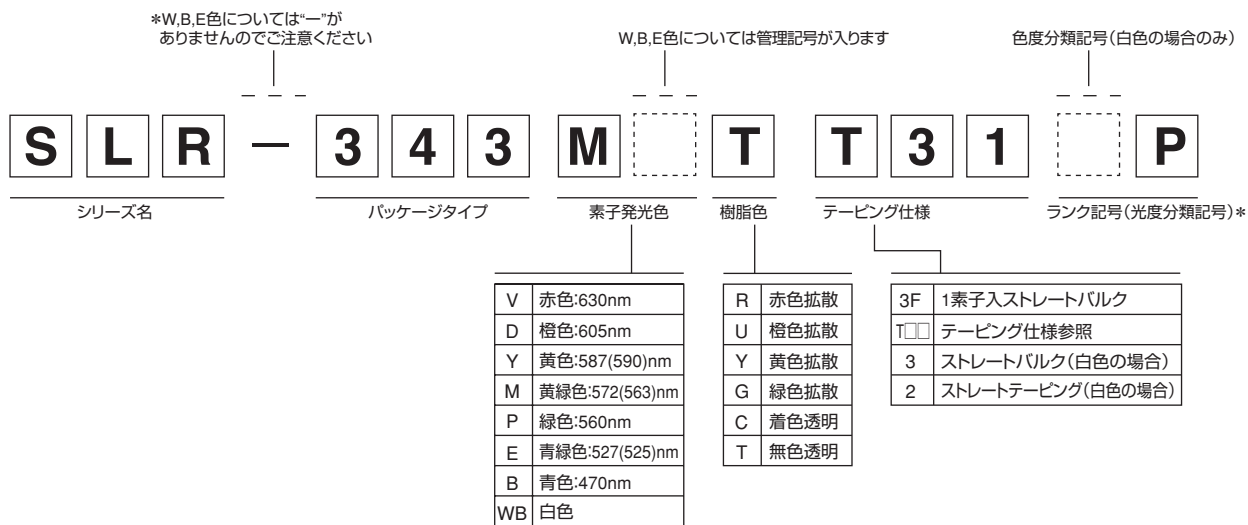 *W,B,E色については“ー”が
ありませんのでご注意ください
W,B,E色については管理記号が入ります
色度分類記号(白色の場合のみ)
S L R — 3 4 3 M T T 3 1 P
シリーズ名
パッケージタイプ
素子発光色
樹脂色
テーピング仕様
ランク記号(光度分類記号)*
V 赤色:630nm
D 橙色:605nm
Y 黄色:587(590)nm
M 黄緑色:572(563)nm
P 緑色:560nm
E 青緑色:527(525)nm
B 青色:470nm
WB 白色
R 赤色拡散
U 橙色拡散
Y 黄色拡散
G 緑色拡散
C 着色透明
T 無色透明
3F 1素子入ストレートバルク
T□□ テーピング仕様参照
3 ストレートバルク(白色の場合)
2 ストレートテーピング(白色の場合)